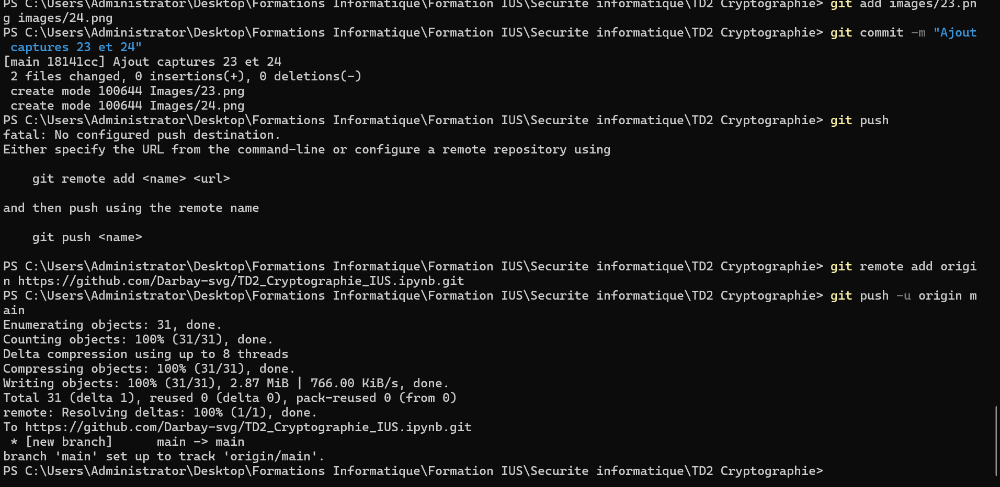 PS C:\Users\Administrator\Desktop\Formations Informatique\Formation IUS\Securite informatique\TD2 Cryptographie> git add images/23.pn
g images/24.png
PS C:\Users\Administrator\Desktop\Formations Informatique\Formation IUS\Securite informatique\TD2 Cryptographie> git commit -m "Ajout
 captures 23 et 24"
[main 18141cc] Ajout captures 23 et 24
 2 files changed, 0 insertions(+), 0 deletions(-)
 create mode 100644 Images/23.png
 create mode 100644 Images/24.png
PS C:\Users\Administrator\Desktop\Formations Informatique\Formation IUS\Securite informatique\TD2 Cryptographie> git push
fatal: No configured push destination.
Either specify the URL from the command-line or configure a remote repository using

    git remote add <name> <url>

and then push using the remote name

    git push <name>

PS C:\Users\Administrator\Desktop\Formations Informatique\Formation IUS\Securite informatique\TD2 Cryptographie> git remote add origi
n https://github.com/Darbay-svg/TD2_Cryptographie_IUS.ipynb.git
PS C:\Users\Administrator\Desktop\Formations Informatique\Formation IUS\Securite informatique\TD2 Cryptographie> git push -u origin m
ain
Enumerating objects: 31, done.
Counting objects: 100% (31/31), done.
Delta compression using up to 8 threads
Compressing objects: 100% (31/31), done.
Writing objects: 100% (31/31), 2.87 MiB | 766.00 KiB/s, done.
Total 31 (delta 1), reused 0 (delta 0), pack-reused 0 (from 0)
remote: Resolving deltas: 100% (1/1), done.
To https://github.com/Darbay-svg/TD2_Cryptographie_IUS.ipynb.git
 * [new branch]      main -> main
branch 'main' set up to track 'origin/main'.
PS C:\Users\Administrator\Desktop\Formations Informatique\Formation IUS\Securite informatique\TD2 Cryptographie>